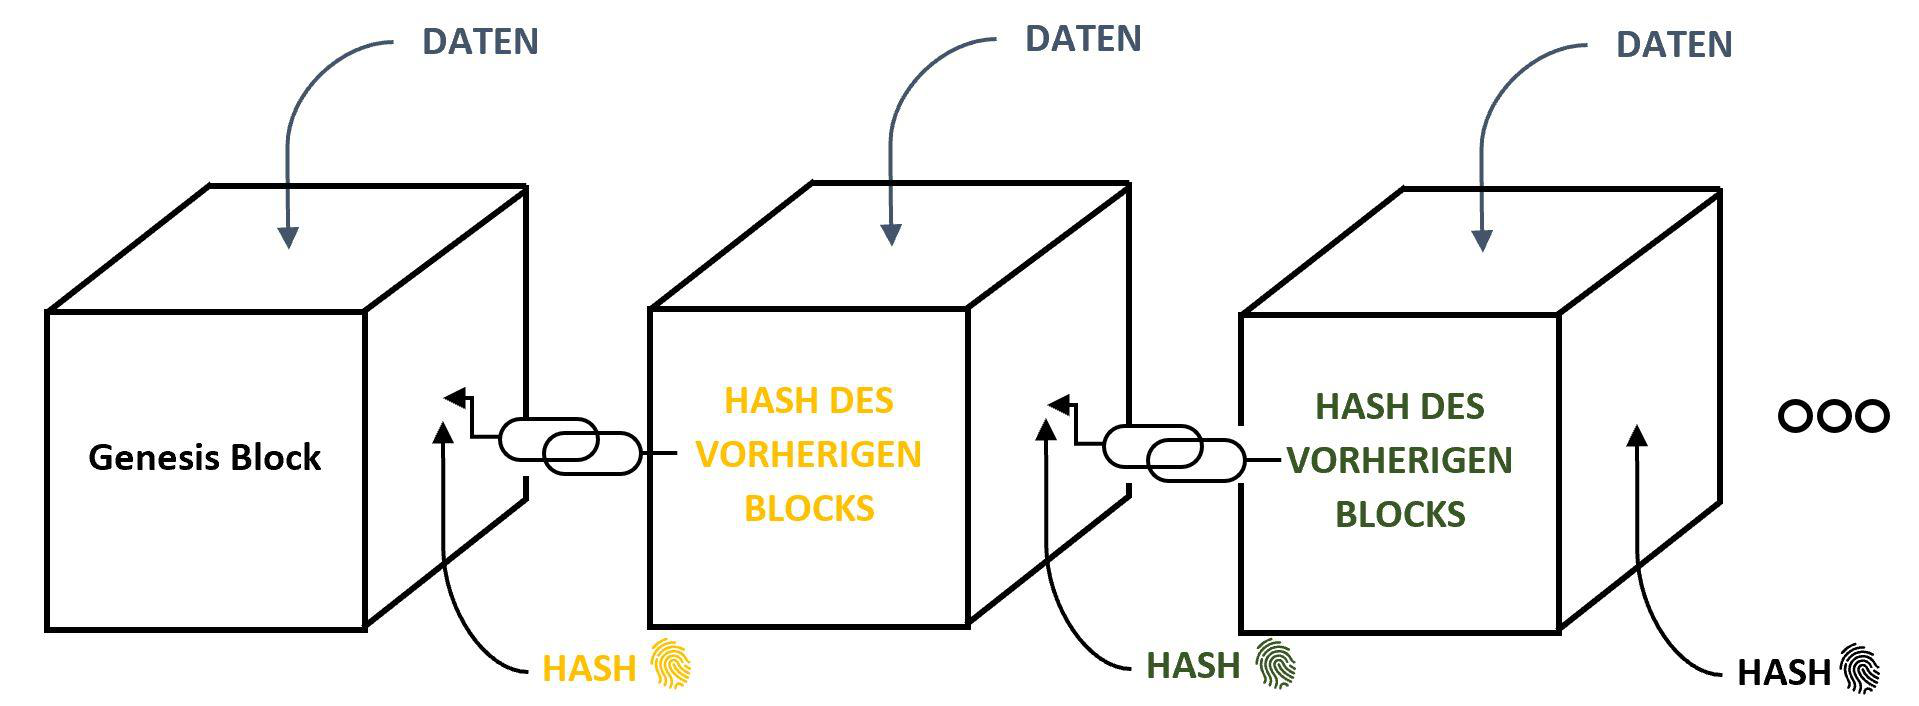 DATEN
DATEN
DATEN
Genesis Block
HASH DES
VORHERIGEN
BLOCKS
HASH DES
VORHERIGEN
BLOCKS
HASH
HASH
HASH